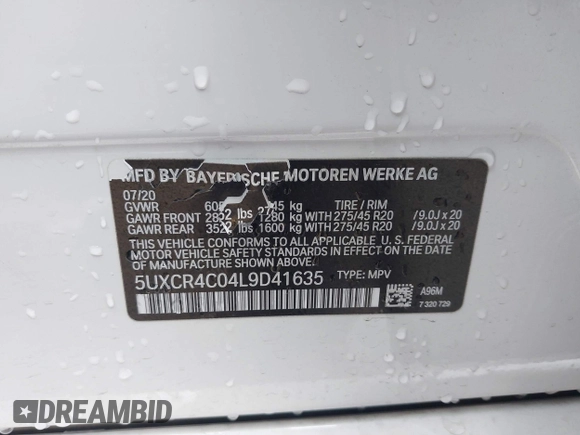 MFD BY BAYERISCHE MOTOREN WERKE AG
07/20
GVWR lbs kg TIRE / RIM
GAWR FRONT 2822 lbs 1280 kg WITH 275/45 R20 /9.0J x 20
GAWR REAR lbs 1600 kg WITH 275/45 R20 /9.0J x 20
THIS VEHICLE CONFORMS TO ALL APPLICABLE U. S. FEDERAL
MOTOR VEHICLE SAFETY STANDARDS IN EFFECT
ON THE DATE OF MANUFACTURE SHOWN ABOVE.
5UXCR4C04L9D41635 TYPE: MPV
A96M
7 320 729
DREAMBID